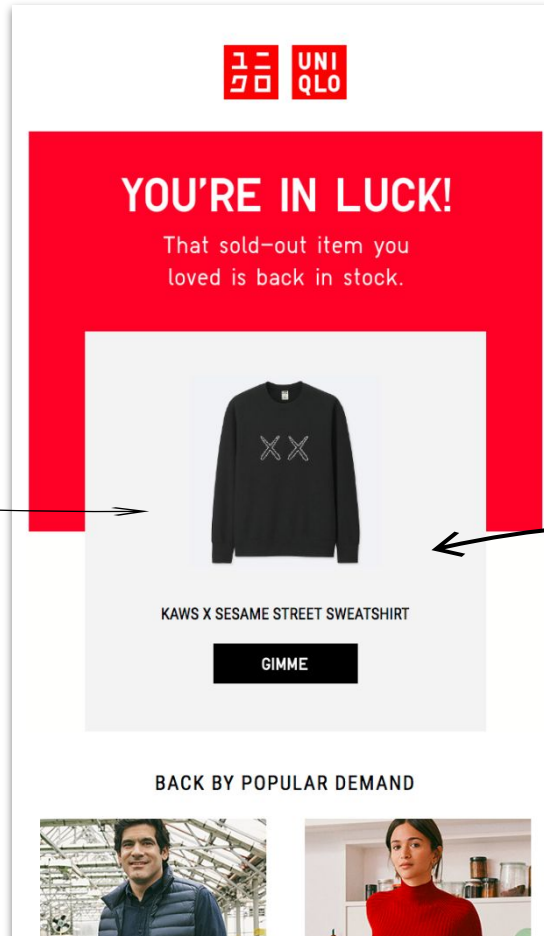 ユニ UNI
クロ QLO
YOU'RE IN LUCK!
That sold-out item you
loved is back in stock.
XX
KAWS X SESAME STREET SWEATSHIRT
GIMME
BACK BY POPULAR DEMAND